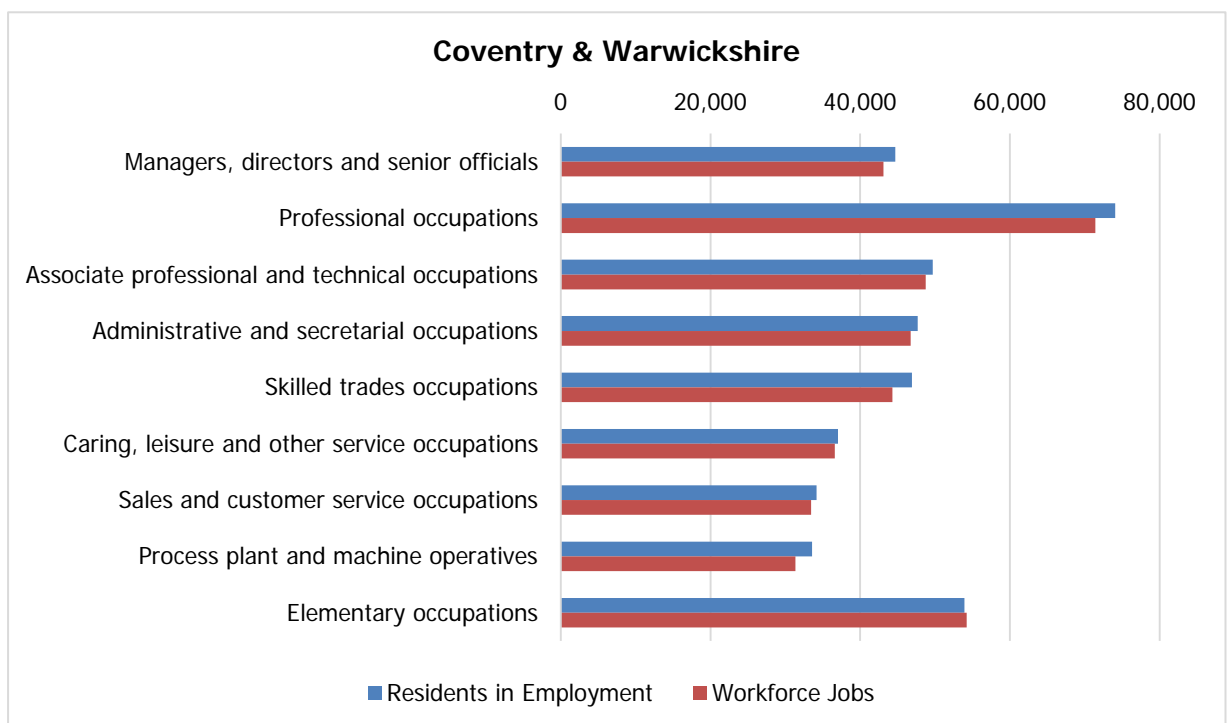 Coventry & Warwickshire
0 20,000 40,000 60,000 80,000
Managers, directors and senior officials
Professional occupations
Associate professional and technical occupations
Administrative and secretarial occupations
Skilled trades occupations
Caring, leisure and other service occupations
Sales and customer service occupations
Process plant and machine operatives
Elementary occupations
Residents in Employment Workforce Jobs